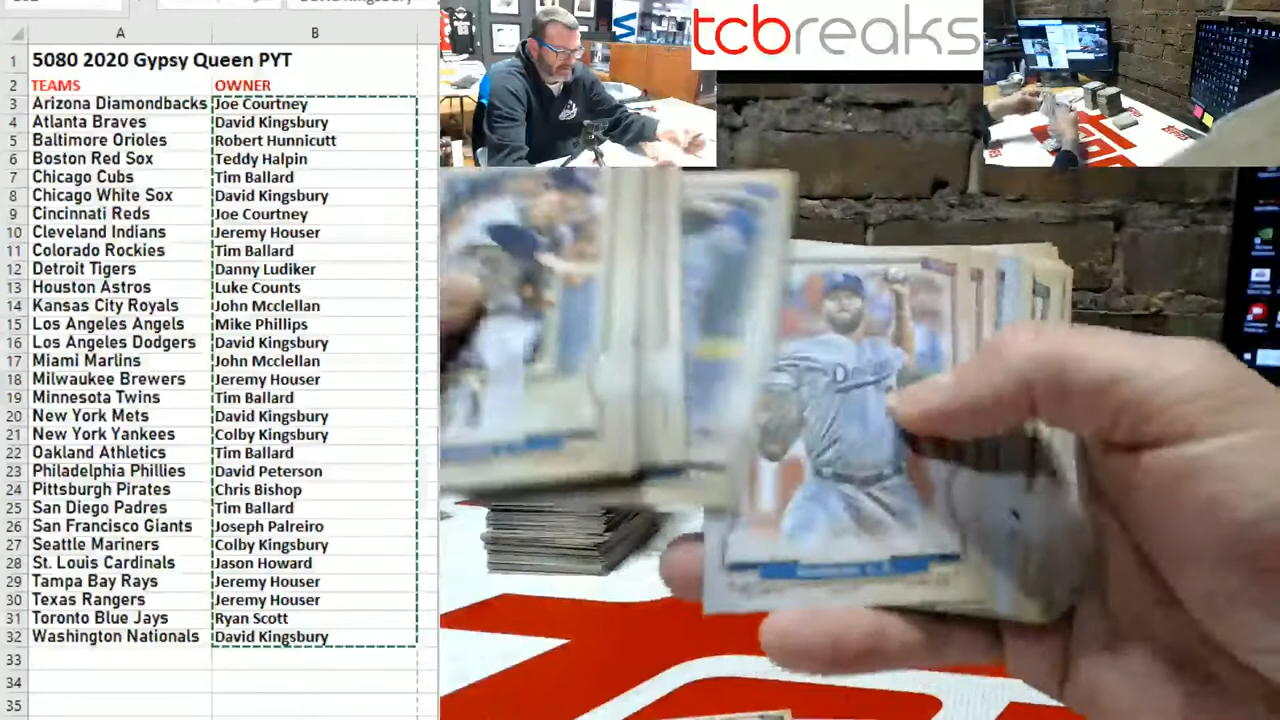 tcbreaks
A B
1 5080 2020 Gypsy Queen PYT
2 TEAMS OWNER
3 Arizona Diamondbacks Joe Courtney
4 Atlanta Braves David Kingsbury
5 Baltimore Orioles Robert Hunnicutt
6 Boston Red Sox Teddy Halpin
7 Chicago Cubs Tim Ballard
8 Chicago White Sox David Kingsbury
9 Cincinnati Reds Joe Courtney
10 Cleveland Indians Jeremy Houser
11 Colorado Rockies Tim Ballard
12 Detroit Tigers Danny Ludiker
13 Houston Astros Luke Counts
14 Kansas City Royals John Mcclellan
15 Los Angeles Angels Mike Phillips
16 Los Angeles Dodgers David Kingsbury
17 Miami Marlins John Mcclellan
18 Milwaukee Brewers Jeremy Houser
19 Minnesota Twins Tim Ballard
20 New York Mets David Kingsbury
21 New York Yankees Colby Kingsbury
22 Oakland Athletics Tim Ballard
23 Philadelphia Phillies David Peterson
24 Pittsburgh Pirates Chris Bishop
25 San Diego Padres Tim Ballard
26 San Francisco Giants Joseph Palreiro
27 Seattle Mariners Colby Kingsbury
28 St. Louis Cardinals Jason Howard
29 Tampa Bay Rays Jeremy Houser
30 Texas Rangers Jeremy Houser
31 Toronto Blue Jays Ryan Scott
32 Washington Nationals David Kingsbury
33
34
35